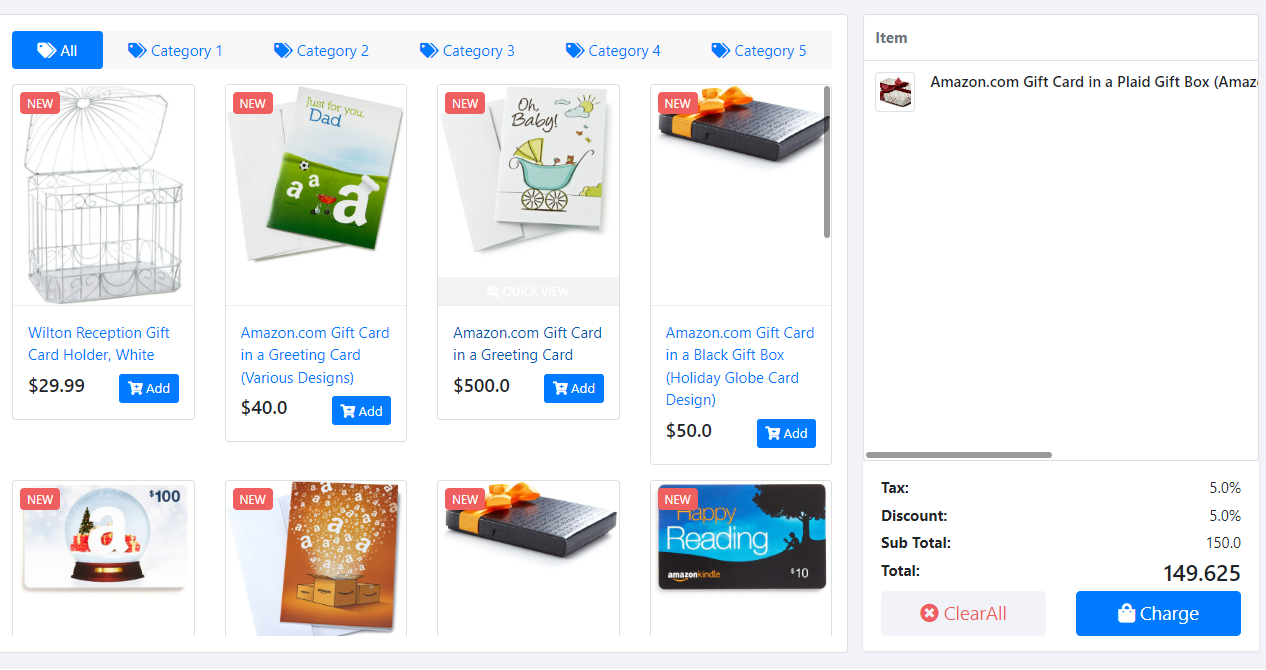 All
Category 1
Category 2
Category 3
Category 4
Category 5
NEW
Wilton Reception Gift
Card Holder, White
$29.99
Add
NEW
Just for you,
Dad
a
a
a
Amazon.com Gift Card
in a Greeting Card
(Various Designs)
$40.0
Add
NEW
Oh,
Baby!
QUICK VIEW
Amazon.com Gift Card
in a Greeting Card
$500.0
Add
NEW
Amazon.com Gift Card
in a Black Gift Box
(Holiday Globe Card
Design)
$50.0
Add
NEW
$100
a
NEW
NEW
NEW
Happy
Reading
amazonkindle
$10
Item
Amazon.com Gift Card in a Plaid Gift Box (Amaz
Tax:
5.0%
Discount:
5.0%
Sub Total:
150.0
Total:
149.625
ClearAll
Charge